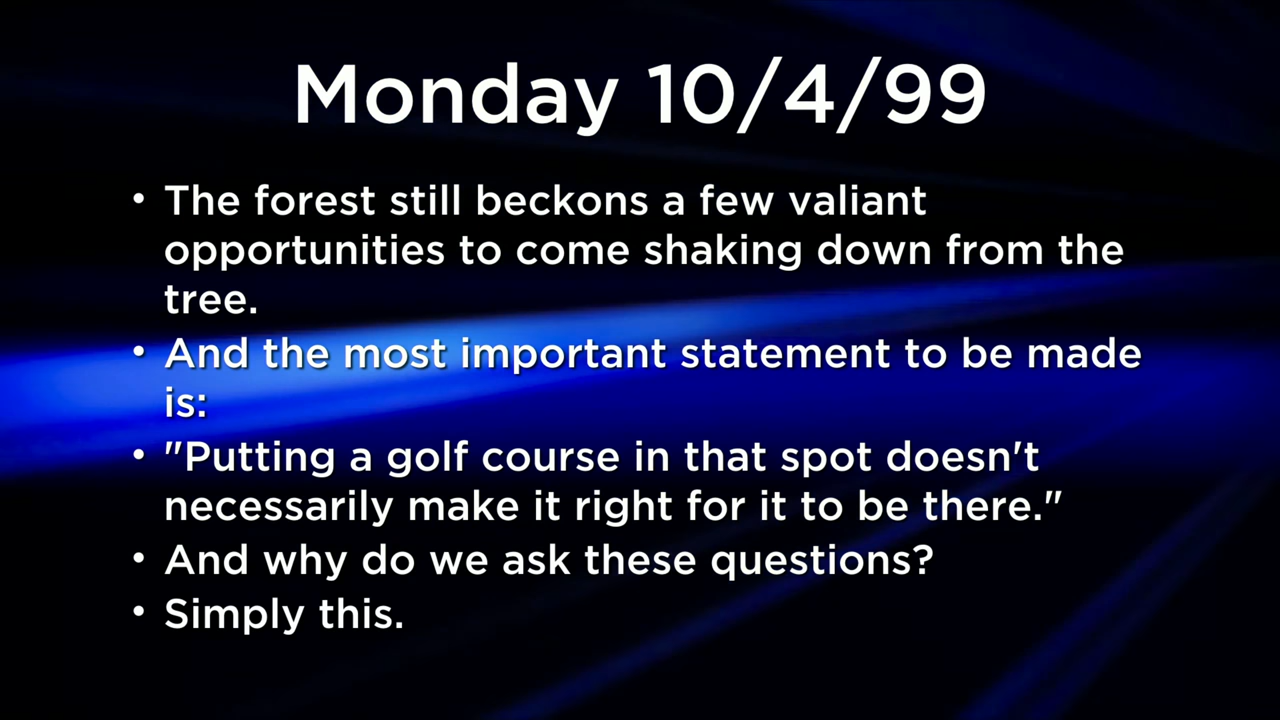 Monday 10/4/99
• The forest still beckons a few valiant
opportunities to come shaking down from the
tree.
• And the most important statement to be made
is:
• "Putting a golf course in that spot doesn't
necessarily make it right for it to be there."
• And why do we ask these questions?
• Simply this.